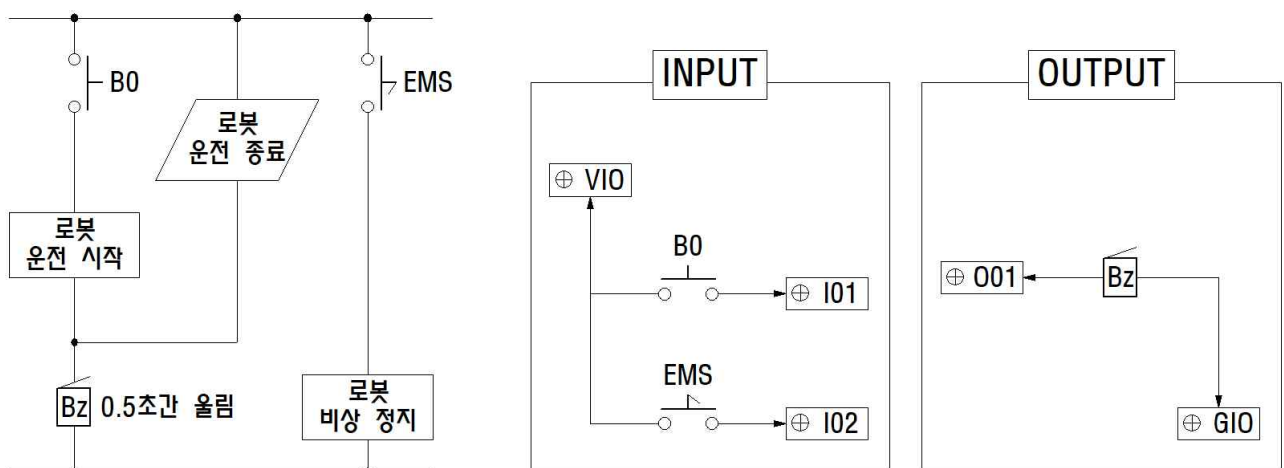 B0
로봇
운전 종료
EMS
로봇
운전 시작
Bz 0.5초간 울림
로봇
비상 정지
INPUT
VIO
B0
I01
EMS
I02
OUTPUT
O01
Bz
GIO